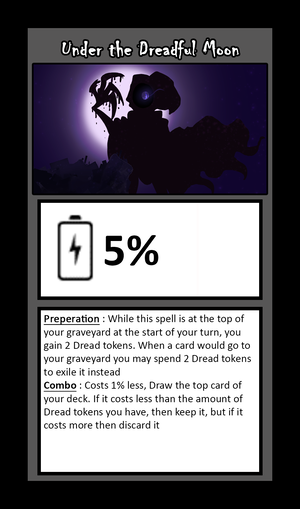 Under the Dreadful Moon
5%
Preperation : While this spell is at the top of
your graveyard at the start of your turn, you
gain 2 Dread tokens. When a card would go to
your graveyard you may spend 2 Dread tokens
to exile it instead
Combo : Costs 1% less, Draw the top card of
your deck. If it costs less than the amount of
Dread tokens you have, then keep it, but if it
costs more then discard it